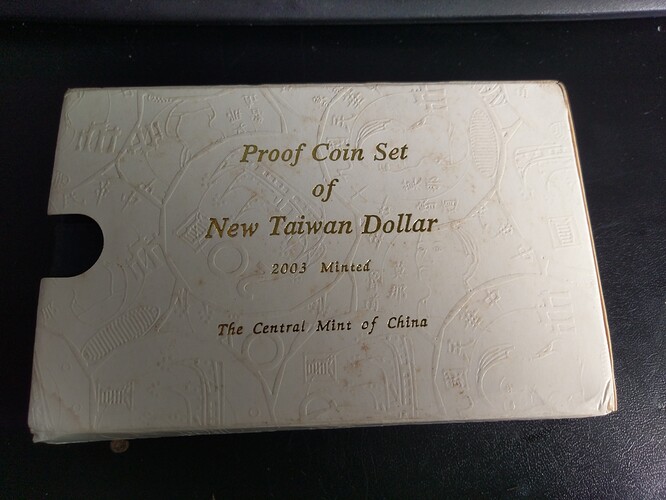 Proof Coin Set
of
New Taiwan Dollar
2003 Minted
The Central Mint of China